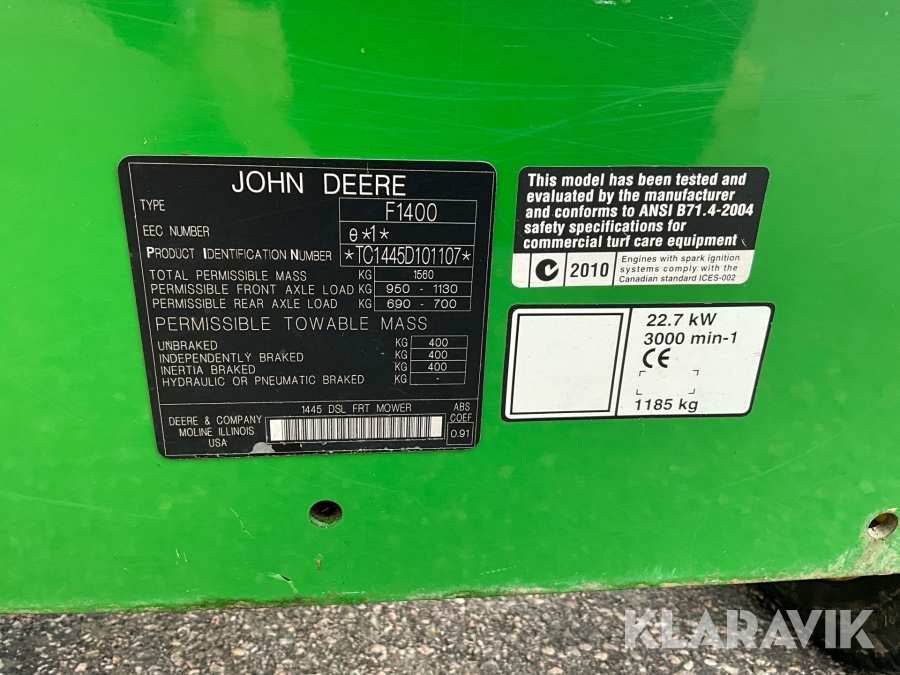 JOHN DEERE
TYPE F1400
EEC NUMBER e*1*
PRODUCT IDENTIFICATION NUMBER *TC1445D101107*
TOTAL PERMISSIBLE MASS KG 1560
PERMISSIBLE FRONT AXLE LOAD KG 950 - 1130
PERMISSIBLE REAR AXLE LOAD KG 690 - 700
PERMISSIBLE TOWABLE MASS
UNBRAKED KG 400
INDEPENDENTLY BRAKED KG 400
INERTIA BRAKED KG 400
HYDRAULIC OR PNEUMATIC BRAKED KG -
1445 DSL FRT MOWER
DEERE & COMPANY
MOLINE ILLINOIS
USA
ABS
COEF
0.91
This model has been tested and
evaluated by the manufacturer
and conforms to ANSI B71.4-2004
safety specifications for
commercial turf care equipment
2010
Engines with spark ignition
systems comply with the
Canadian standard ICES-002
22.7 kW
3000 min-1
CE
1185 kg
KLARAVIK